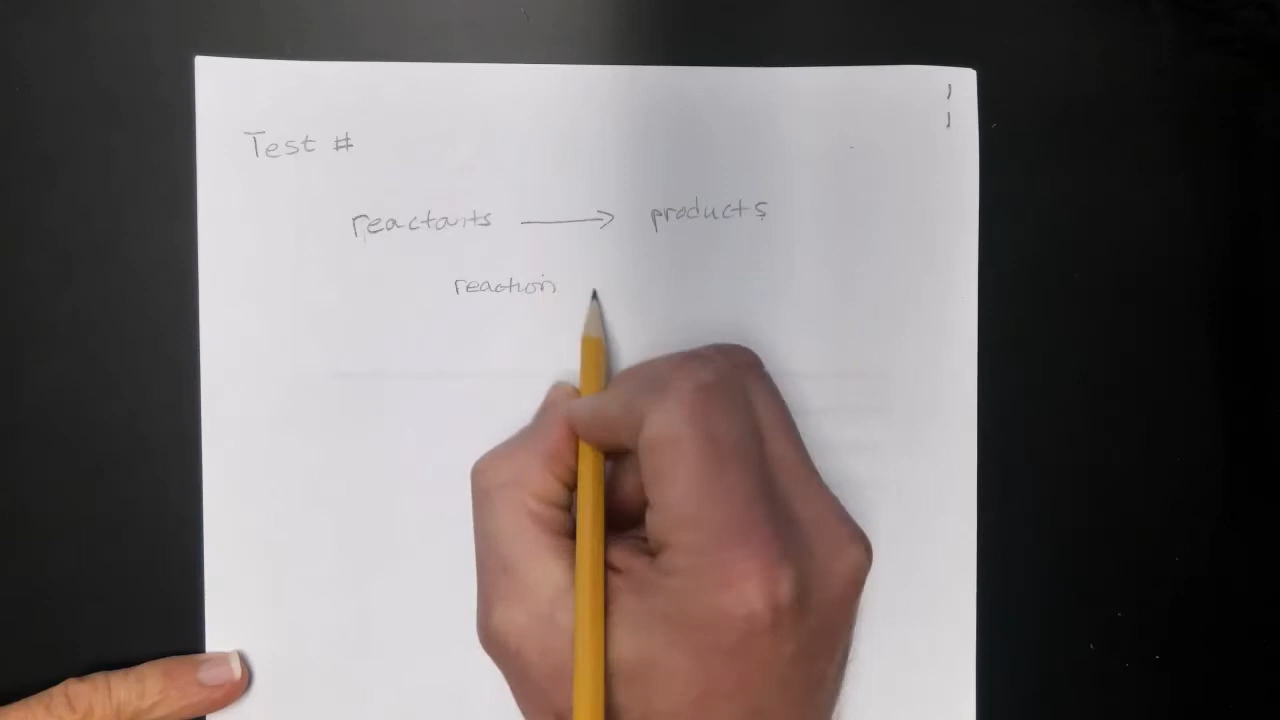 Test #
reactants ⟶ products
reaction